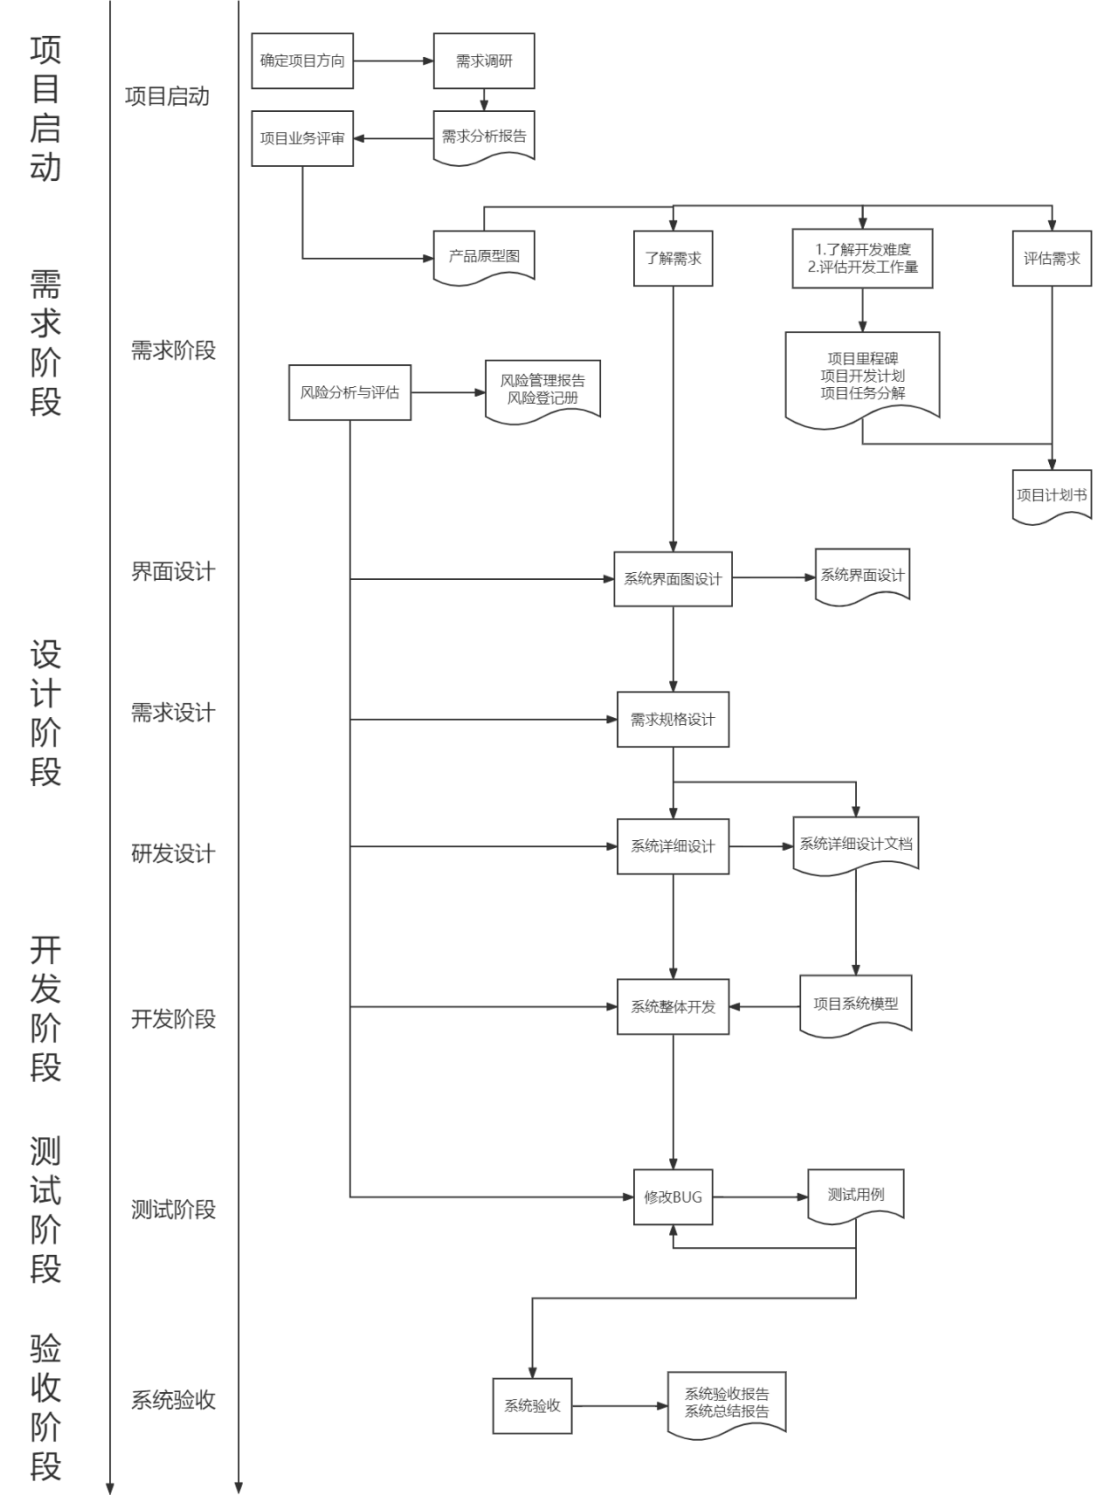 项目启动
项目启动
确定项目方向
需求调研
项目业务评审
需求分析报告
需求阶段
需求阶段
产品原型图
了解需求
1.了解开发难度
2.评估开发工作量
评估需求
项目里程碑
项目开发计划
项目任务分解
风险分析与评估
风险管理报告
风险登记册
项目计划书
设计阶段
界面设计
系统界面图设计
系统界面设计
需求设计
需求规格设计
研发设计
系统详细设计
系统详细设计文档
开发阶段
开发阶段
系统整体开发
项目系统模型
测试阶段
测试阶段
修改BUG
测试用例
验收阶段
系统验收
系统验收
系统验收报告
系统总结报告